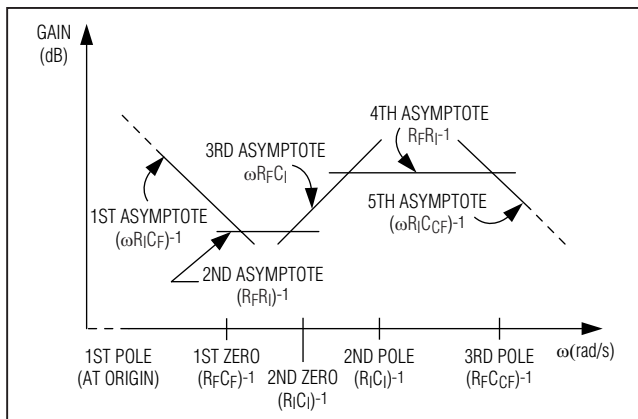 GAIN
(dB)
4TH ASYMPTOTE
RFRI-1
3RD ASYMPTOTE
ωRFCI
1ST ASYMPTOTE
(ωRICF)-1
5TH ASYMPTOTE
(ωRICCF)-1
2ND ASYMPTOTE
(RFRI)-1
ω(rad/s)
1ST POLE
(AT ORIGIN)
1ST ZERO
(RFCF)-1
2ND ZERO
(RICI)-1
2ND POLE
(RICI)-1
3RD POLE
(RFCCF)-1